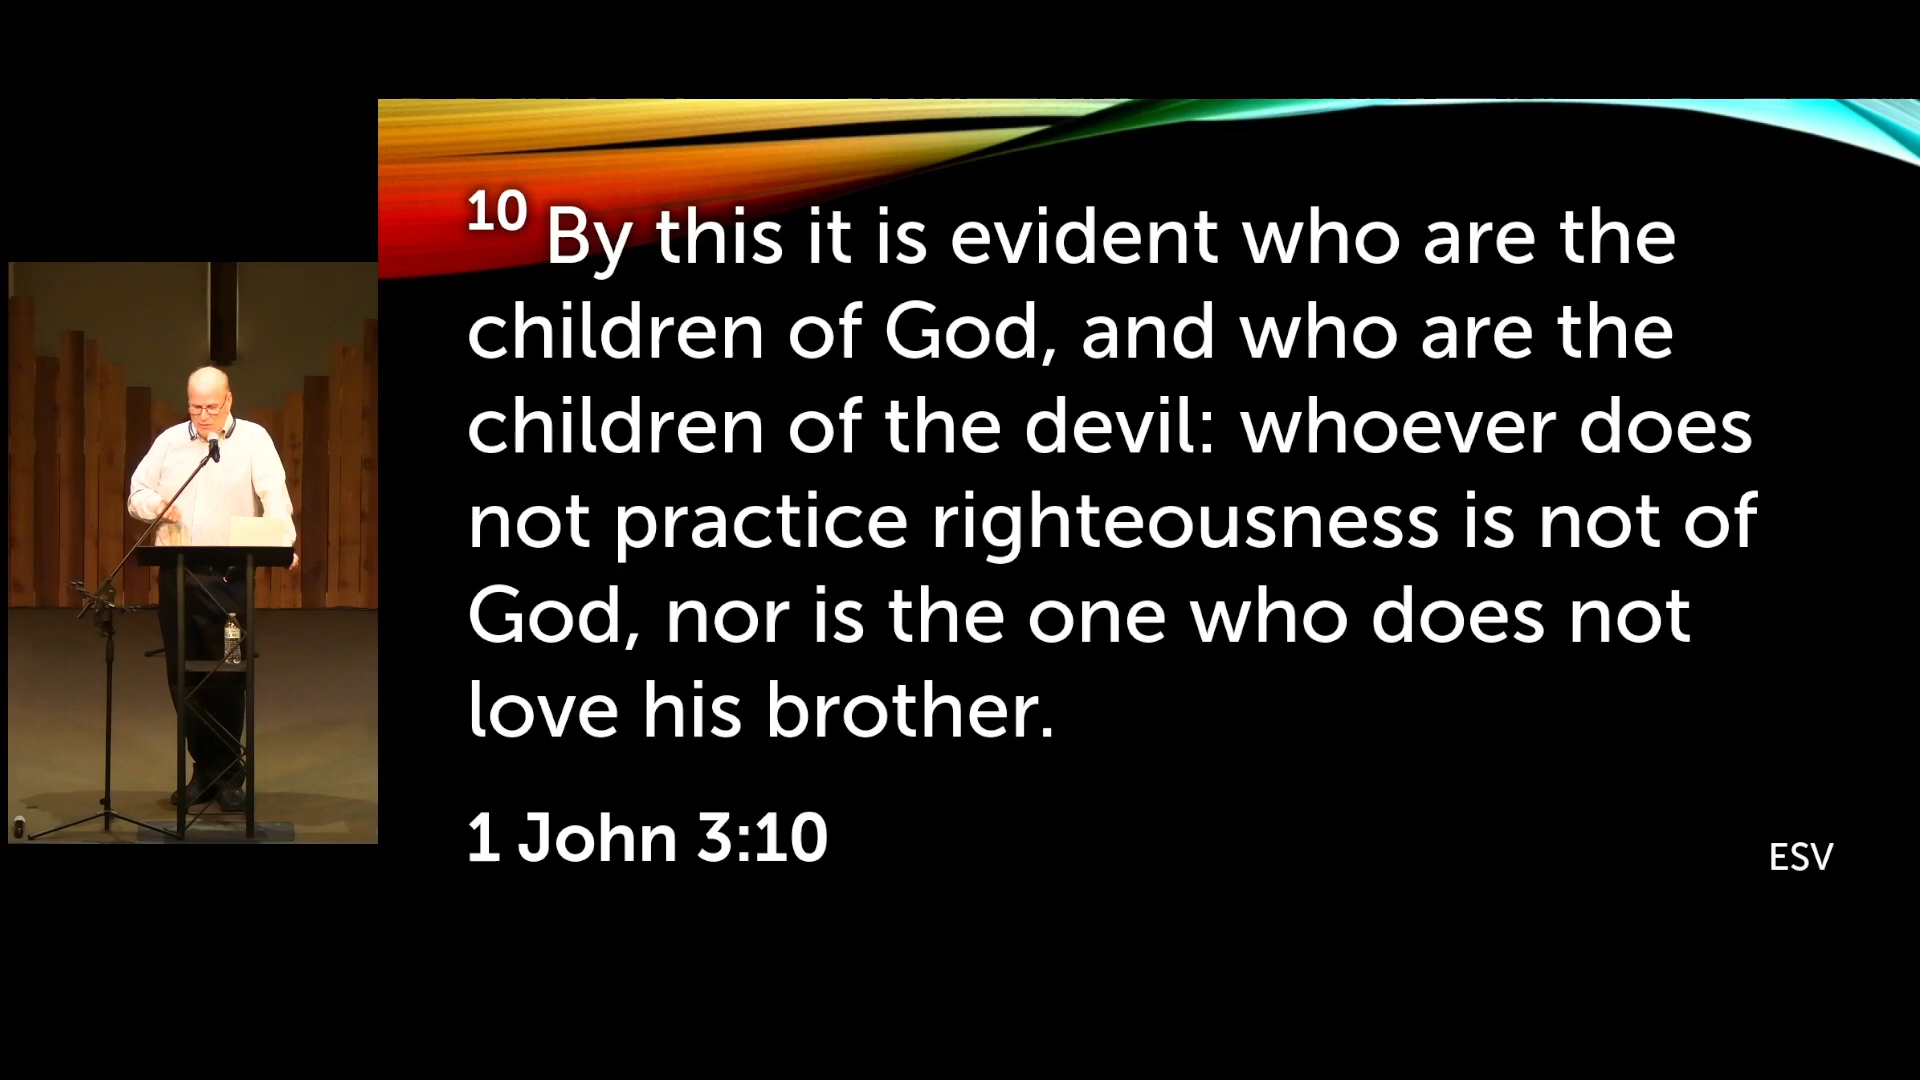 10 By this it is evident who are the
children of God, and who are the
children of the devil: whoever does
not practice righteousness is not of
God, nor is the one who does not
love his brother.
1 John 3:10
ESV